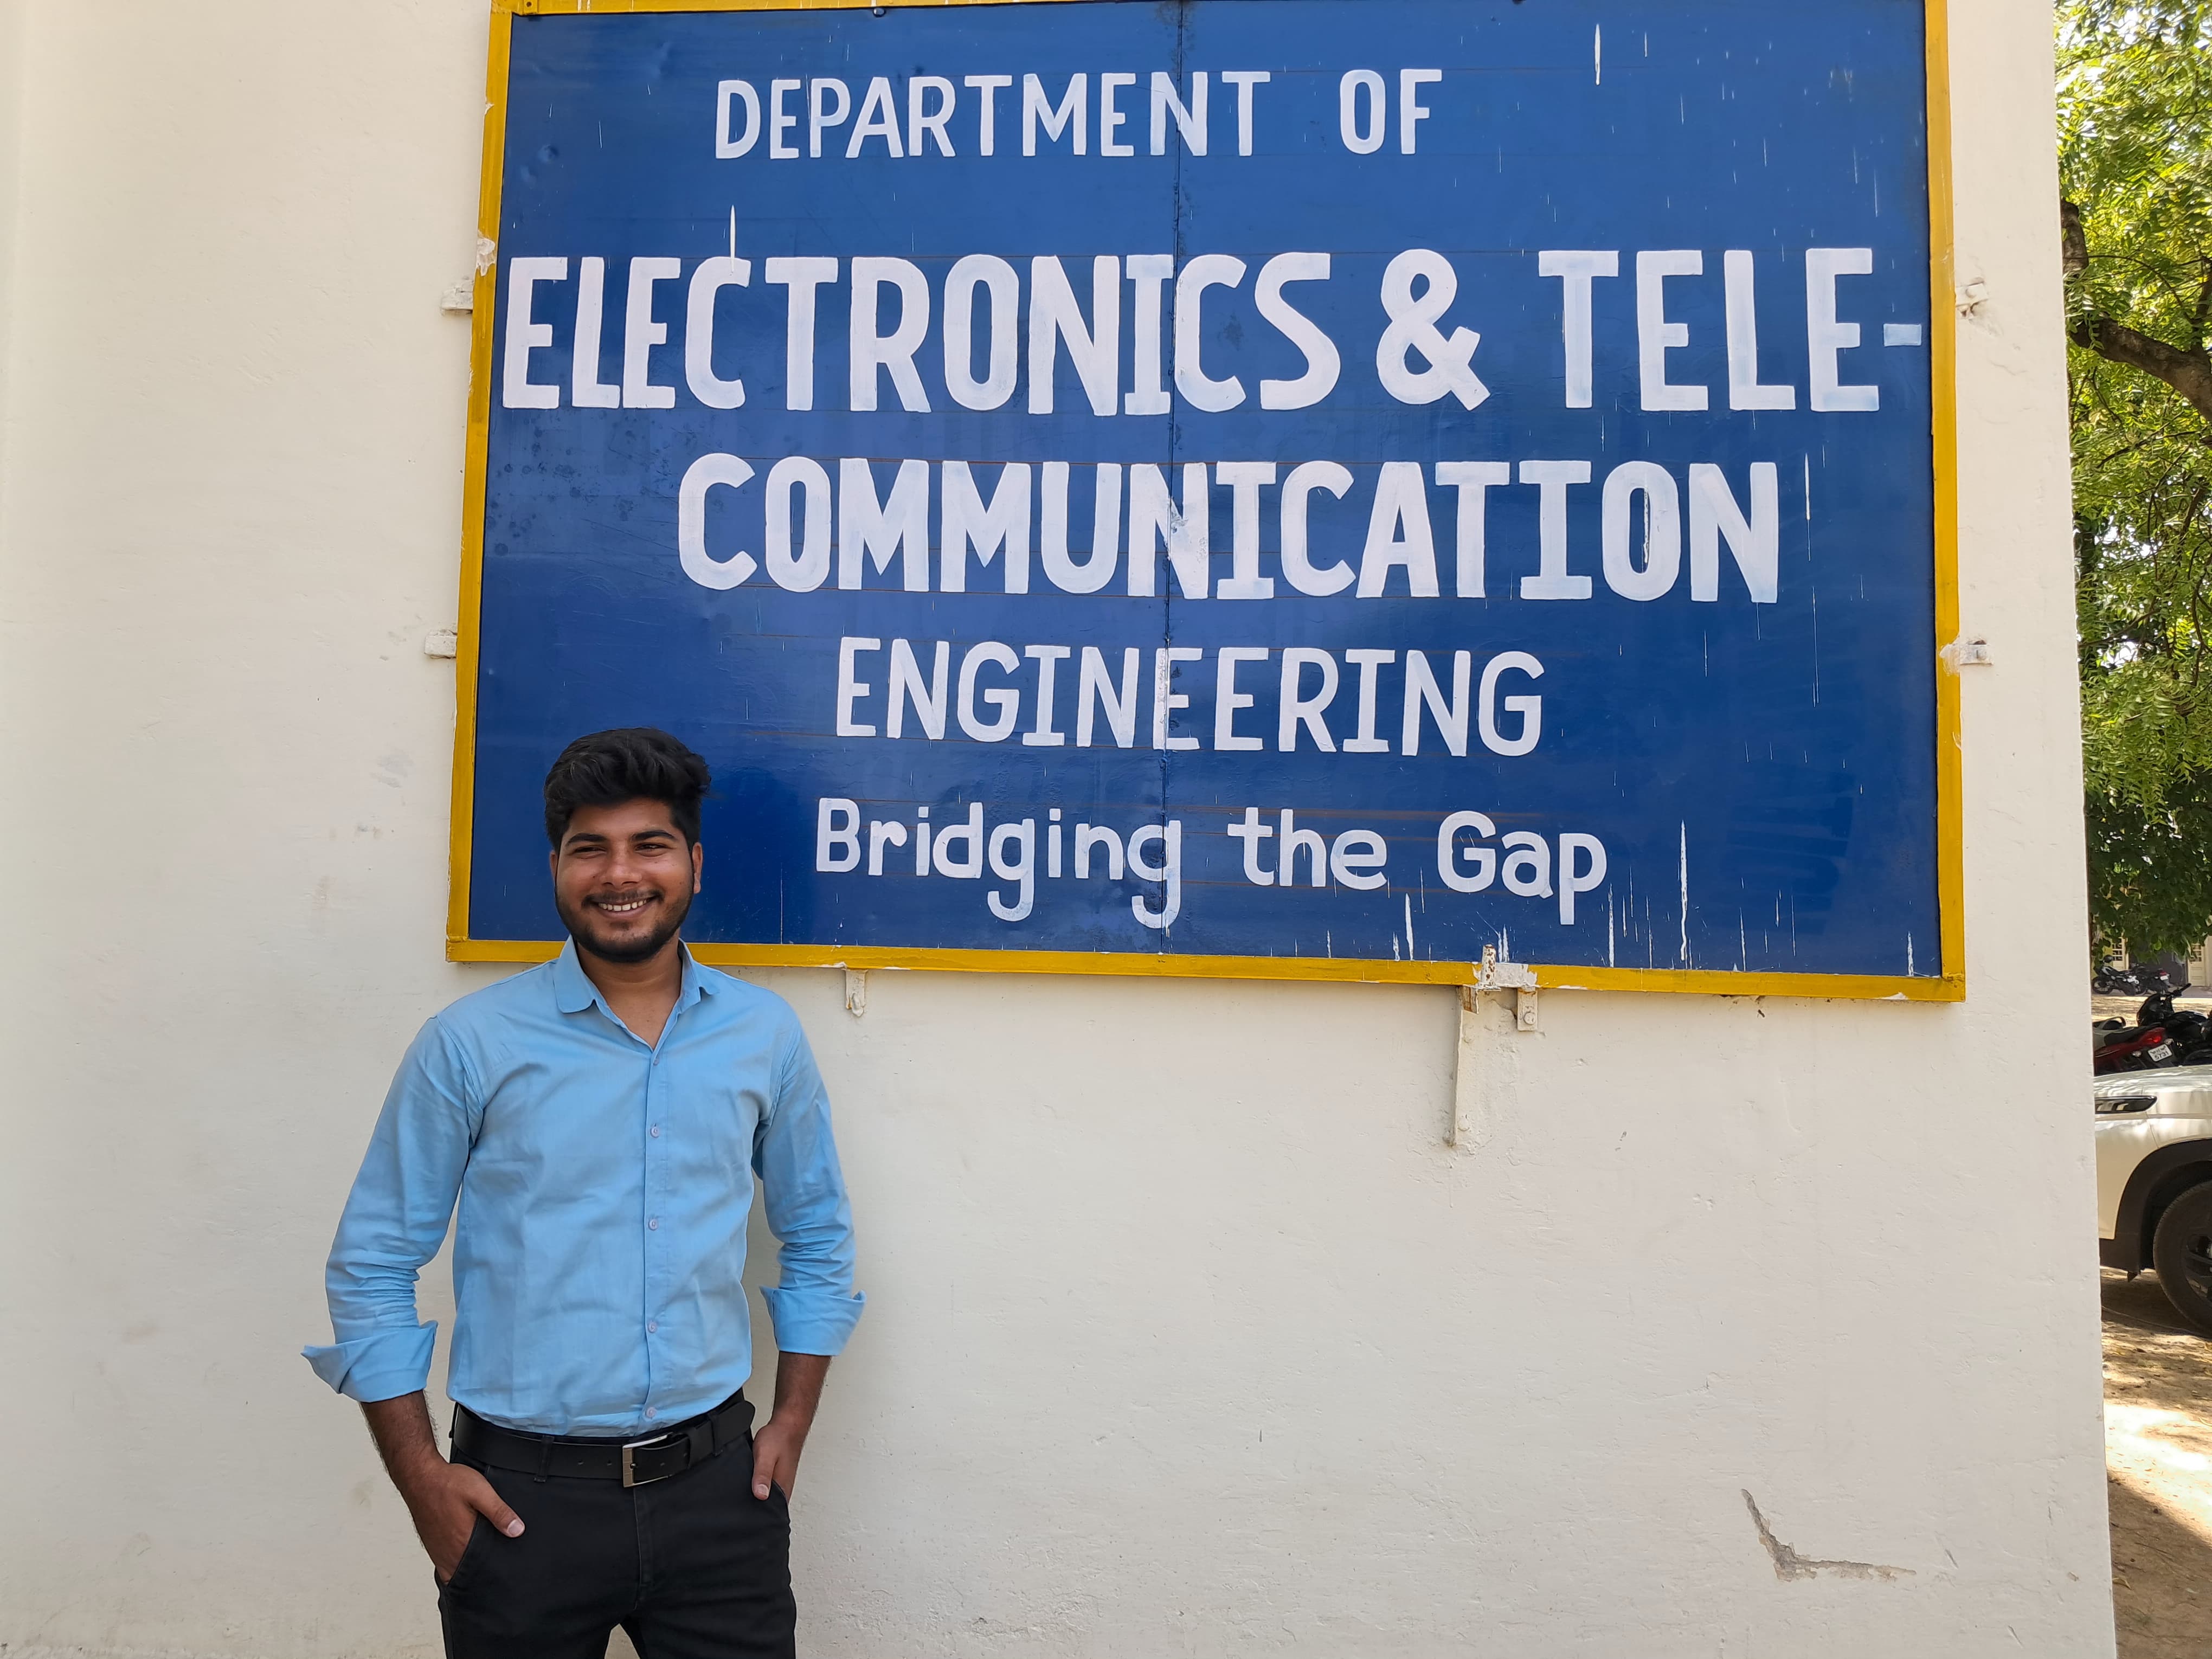 DEPARTMENT OF
ELECTRONICS & TELE-
COMMUNICATION
ENGINEERING
Bridging the Gap